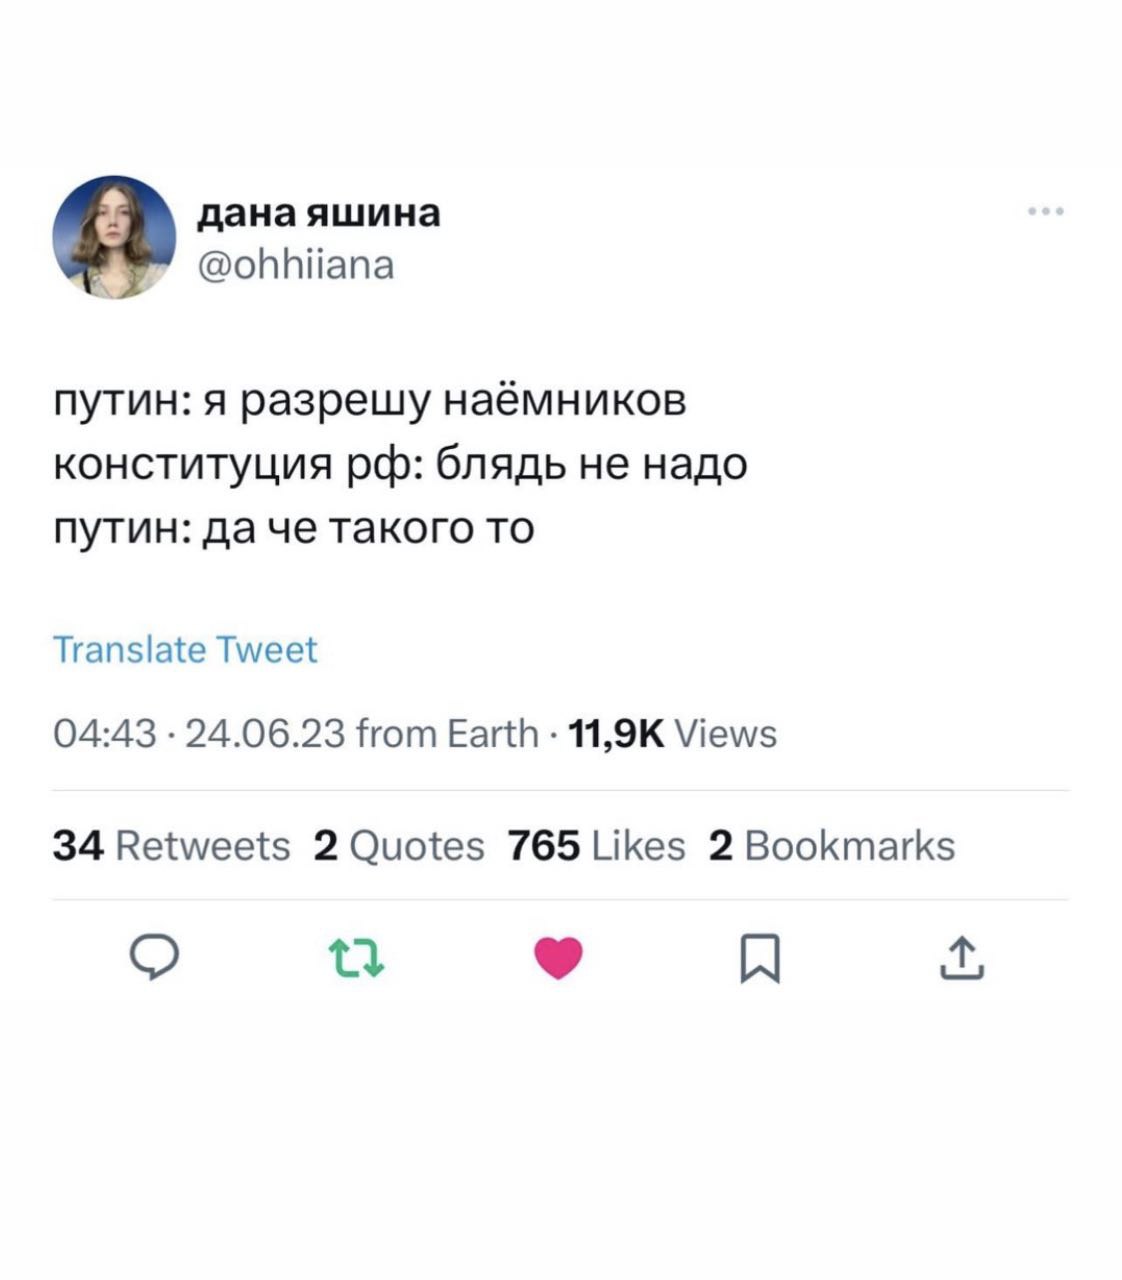 дана яшина
@ohhiiana
путин: я разрешу наёмников
конституция рф: блядь не надо
путин: да че такого то
Translate Tweet
04:43 · 24.06.23 from Earth · 11,9K Views
34 Retweets 2 Quotes 765 Likes 2 Bookmarks